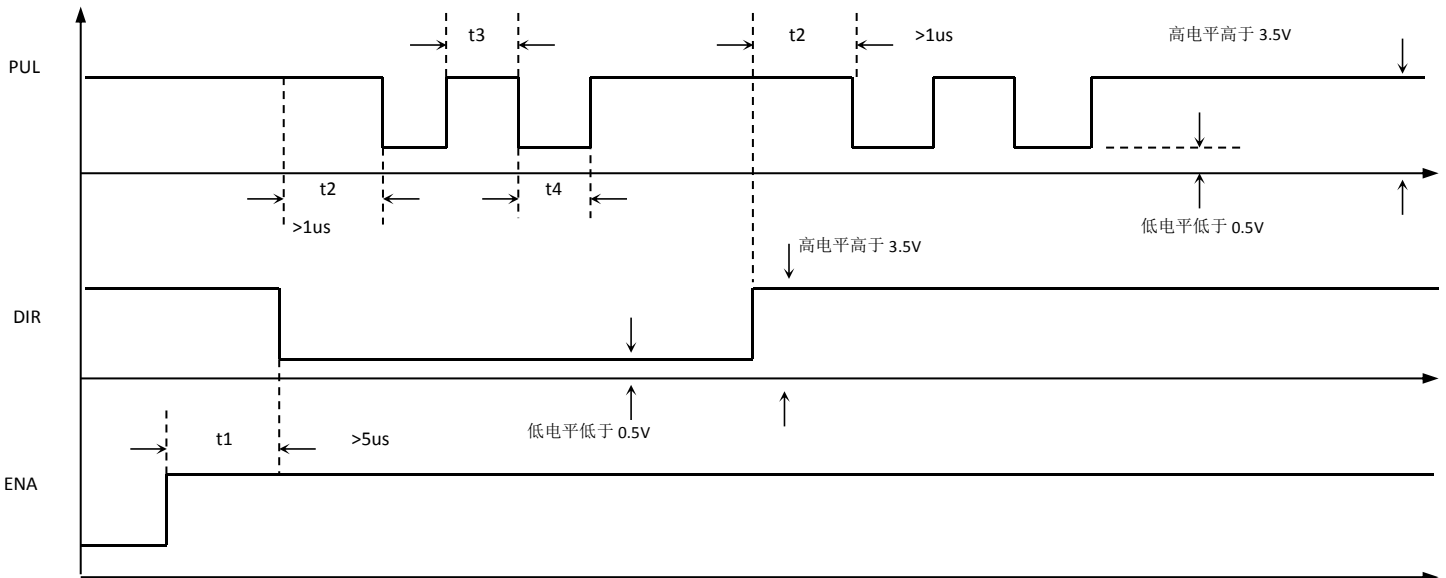 t3
t2
>1us
高电平高于 3.5V
PUL
t2
t4
>1us
低电平低于 0.5V
高电平高于 3.5V
DIR
t1
>5us
低电平低于 0.5V
ENA